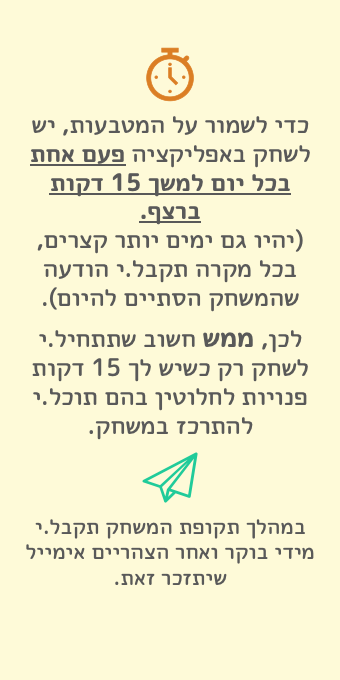 כדי לשמור על המטבעות, יש
לשחק באפליקציה פעם אחת
בכל יום למשך 15 דקות
ברצף.
(יהיו גם ימים יותר קצרים,
בכל מקרה תקבל.י הודעה
שהמשחק הסתיים להיום).
לכן, ממש חשוב שתתחיל.י
לשחק רק כשיש לך 15 דקות
פנויות לחלוטין בהם תוכל.י
להתרכז במשחק.
במהלך תקופת המשחק תקבל.י
מידי בוקר ואחר הצהריים אימייל
שיתזכר זאת.